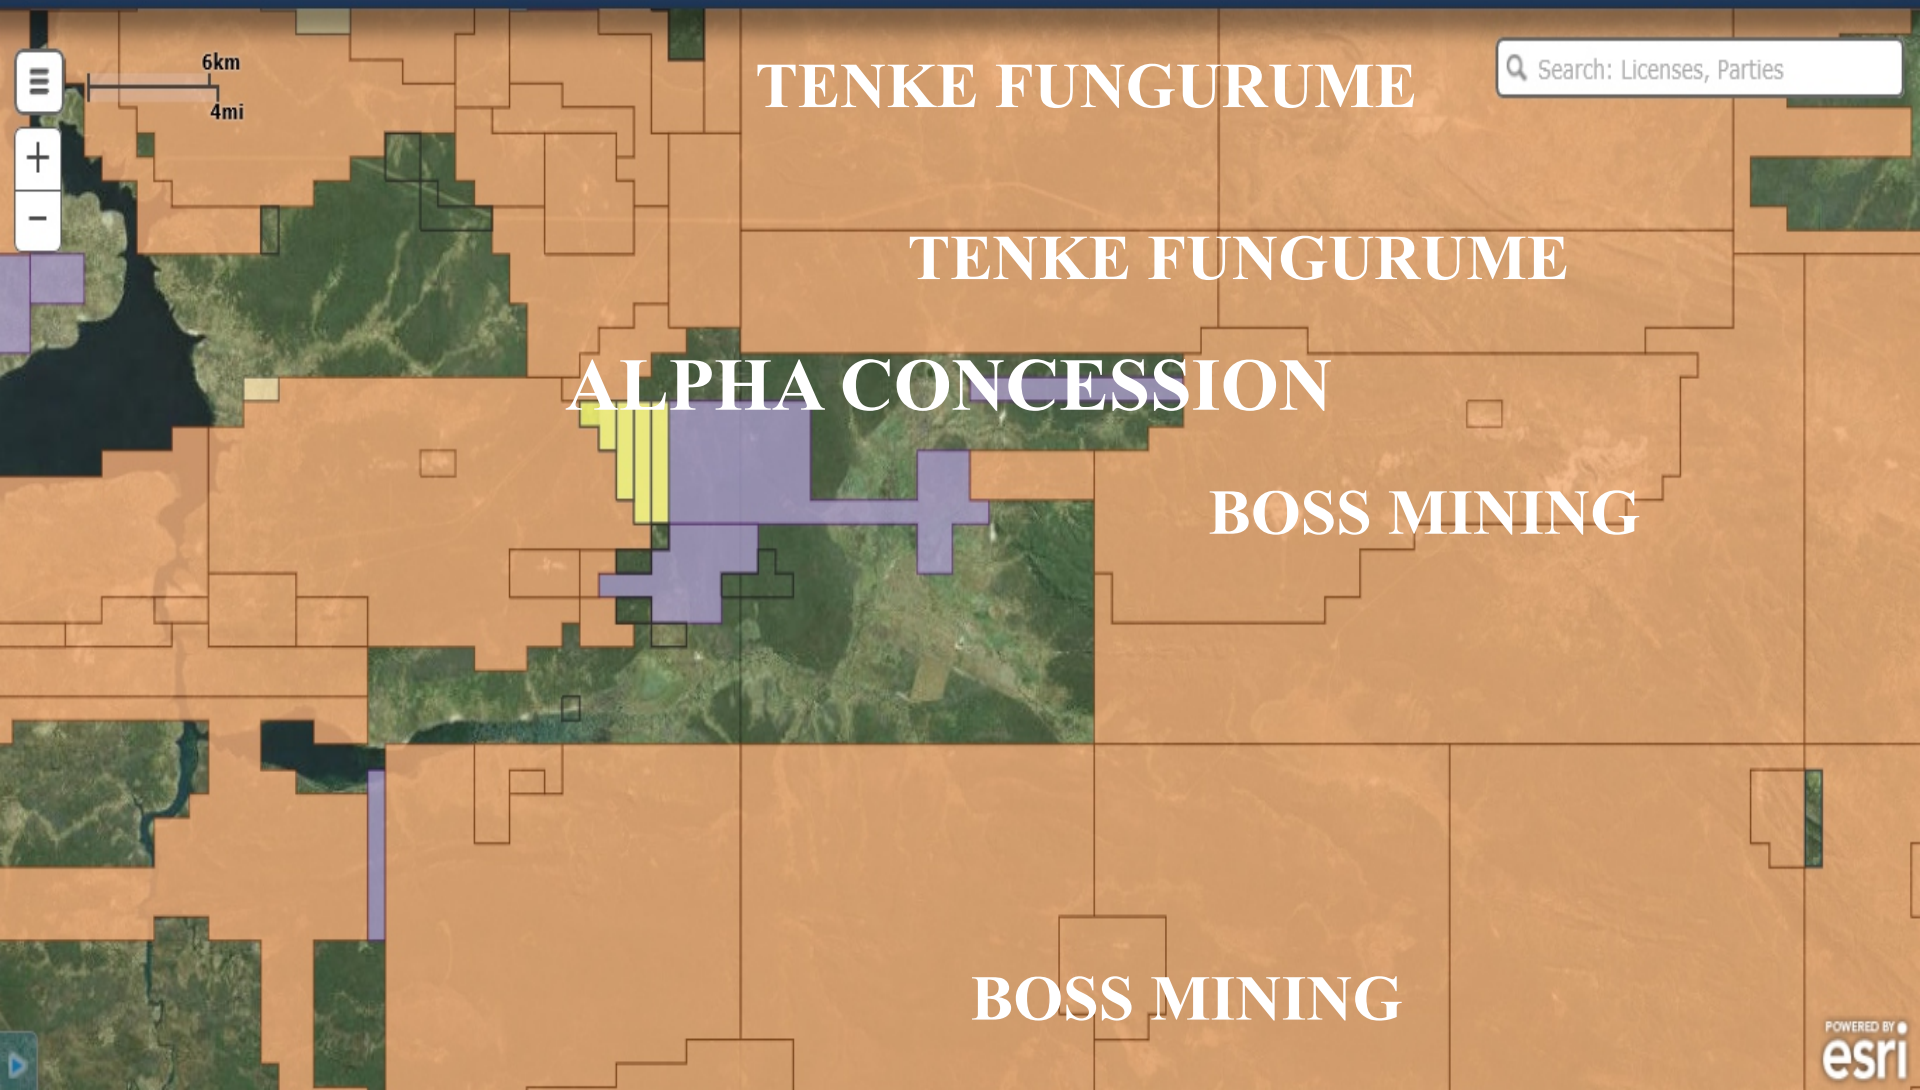 6km
4mi
TENKE FUNGURUME
Search: Licenses, Parties
+
−
TENKE FUNGURUME
ALPHA CONCESSION
BOSS MINING
BOSS MINING
POWERED BY
esri